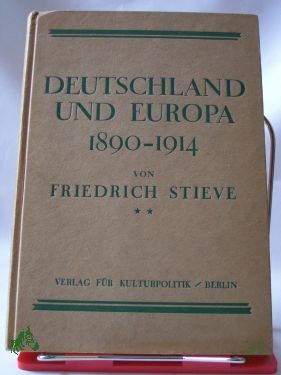 DEUTSCHLAND
UND EUROPA
1890-1914
VON
FRIEDRICH STIEVE
★ ★
VERLAG FÜR KULTURPOLITIK / BERLIN